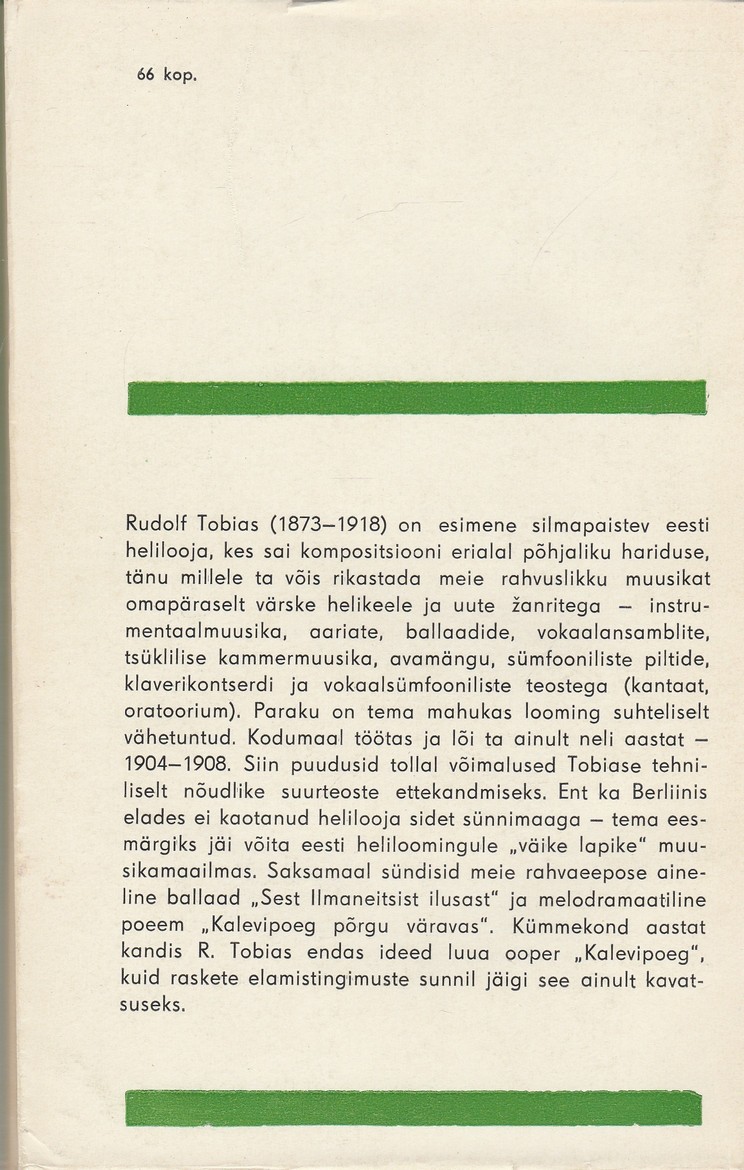 66 kop.
Rudolf Tobias (1873—1918) on esimene silmapaistev eesti
helilooja, kes sai kompositsiooni erialal põhjaliku hariduse,
tänu millele ta võis rikastada meie rahvuslikku muusikat
omapäraselt värske helikeele ja uute žanritega — instru-
mentaalmuusika, aariate, ballaadide, vokaalansamblite,
tsüklilise kammermuusika, avamängu, sümfooniliste piltide,
klaverikontserdi ja vokaalsümfooniliste teostega (kantaat,
oratoorium). Paraku on tema mahukas looming suhteliselt
vähetuntud. Kodumaal töötas ja lõi ta ainult neli aastat —
1904—1908. Siin puudusid tollal võimalused Tobiase tehni-
liselt nõudlike suurteoste ettekandmiseks. Ent ka Berliinis
elades ei kaotanud helilooja sidet sünnimaaga — tema ees-
märgiks jäi võita eesti heliloomingule „väike lapike" muu-
sikamaailmas. Saksamaal sündisid meie rahvaeepose aine-
line ballaad „Sest Ilmaneitsist ilusast" ja melodramaatiline
poeem „Kalevipoeg põrgu väravas". Kümmekond aastat
kandis R. Tobias endas ideed luua ooper „Kalevipoeg",
kuid raskete elamistingimuste sunnil jäigi see ainult kavat-
suseks.